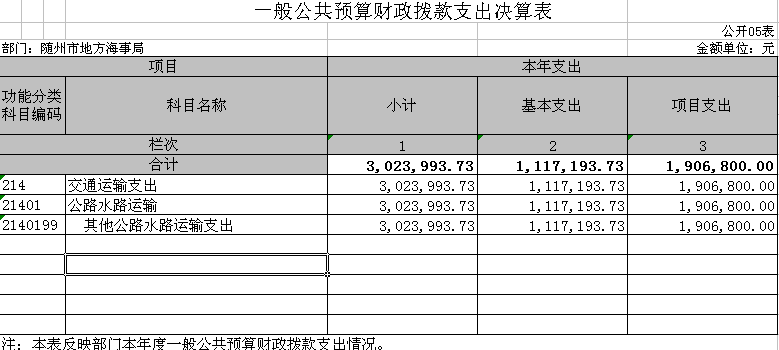 一般公共预算财政拨款支出决算表
公开05表
部门：随州市地方海事局 金额单位：元
项目 本年支出
功能分类科目编码 科目名称 小计 基本支出 项目支出
栏次 1 2 3
合计 3,023,993.73 1,117,193.73 1,906,800.00
214 交通运输支出 3,023,993.73 1,117,193.73 1,906,800.00
21401 公路水路运输 3,023,993.73 1,117,193.73 1,906,800.00
2140199 其他公路水路运输支出 3,023,993.73 1,117,193.73 1,906,800.00
注：本表反映部门本年度一般公共预算财政拨款支出情况。